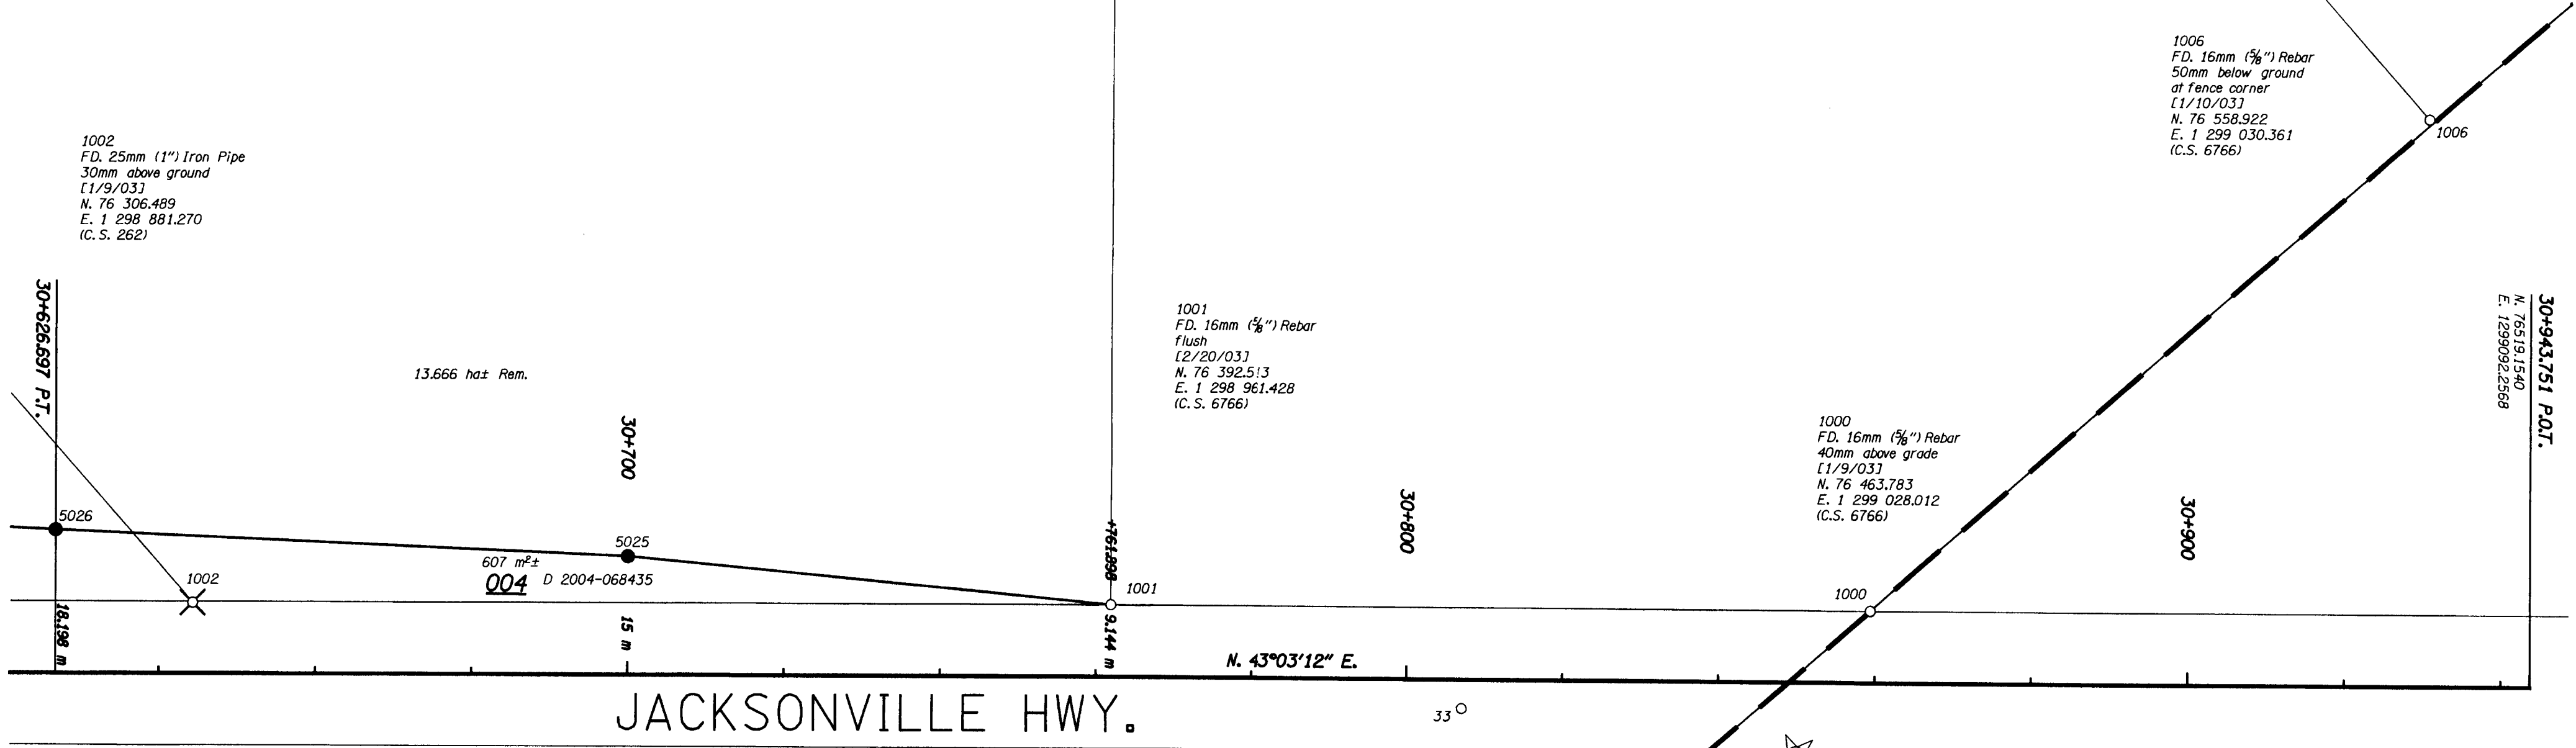 1002
FD. 25mm (1") Iron Pipe
30mm above ground
[1/9/03]
N. 76 306.489
E. 1 298 881.270
(C.S. 262)
30+626.697 P.T.
13.666 ha± Rem.
30+700
5026
5025
1002
607 m²±
004 D 2004-068435
18.198 m
15 m
1001
FD. 16mm (5/8") Rebar
flush
[2/20/03]
N. 76 392.513
E. 1 298 961.428
(C.S. 6766)
+761.898
1001
9.144 m
30+800
N. 43°03'12" E.
1000
FD. 16mm (5/8") Rebar
40mm above grade
[1/9/03]
N. 76 463.783
E. 1 299 028.012
(C.S. 6766)
1000
30+900
1006
FD. 16mm (5/8") Rebar
50mm below ground
at fence corner
[1/10/03]
N. 76 558.922
E. 1 299 030.361
(C.S. 6766)
1006
30+943.751 P.O.T.
N. 76519.1540
E. 1299092.2568
JACKSONVILLE HWY.
33